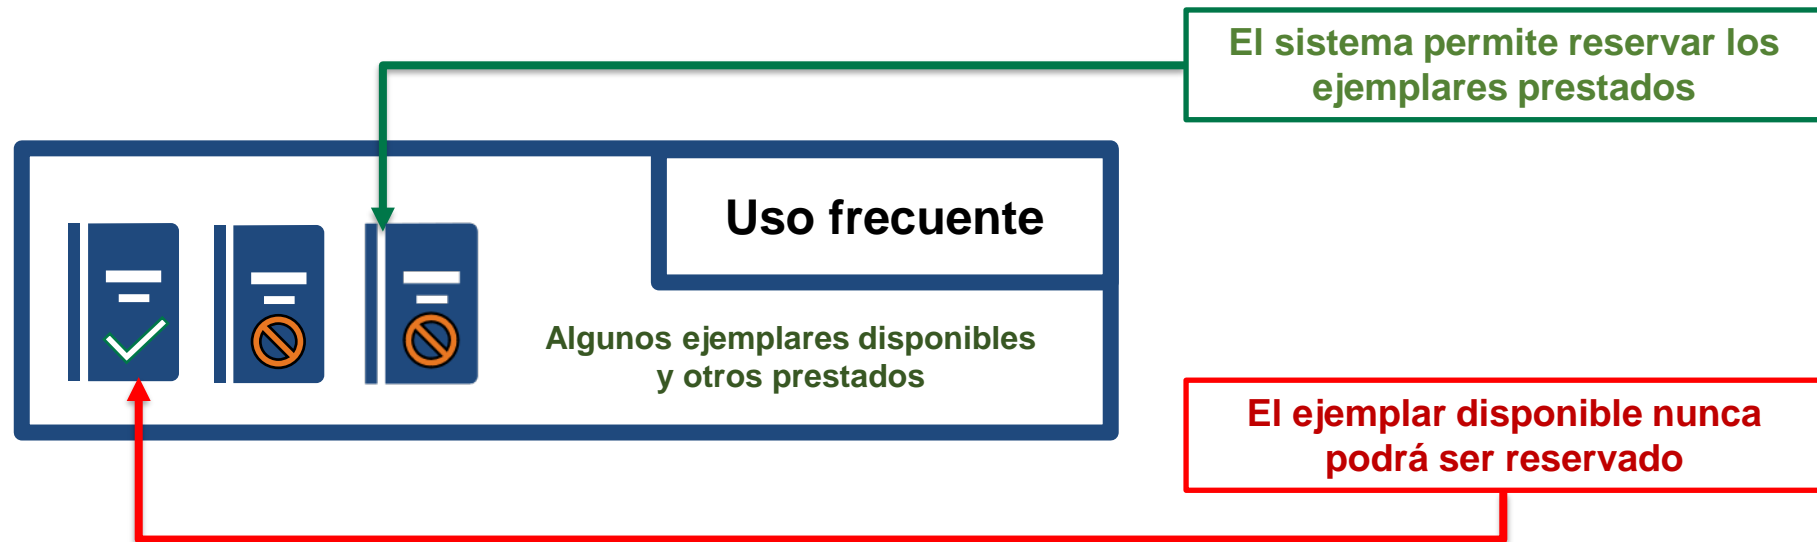 El sistema permite reservar los
ejemplares prestados
Uso frecuente
Algunos ejemplares disponibles
y otros prestados
El ejemplar disponible nunca
podrá ser reservado